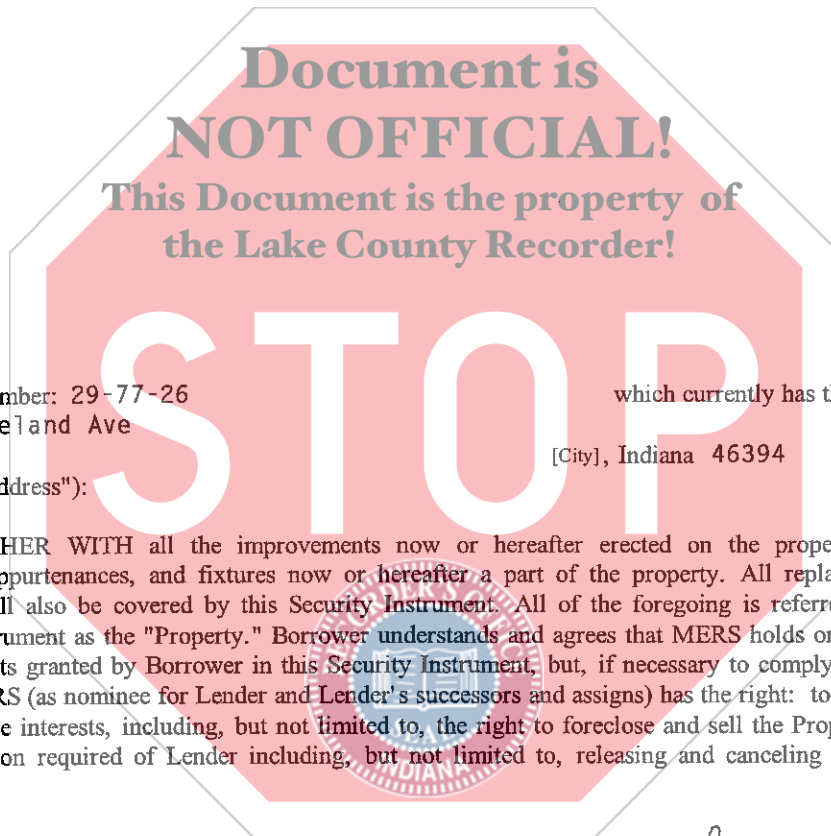 Document is
NOT OFFICIAL!
This Document is the property of
the Lake County Recorder!
STOP
mber: 29-77-26 which currently has th
eland Ave
[City], Indiana 46394
ddress"):
HER WITH all the improvements now or hereafter erected on the prope
ppurtenances, and fixtures now or hereafter a part of the property. All repla
ll also be covered by this Security Instrument. All of the foregoing is referre
rument as the "Property." Borrower understands and agrees that MERS holds on
ts granted by Borrower in this Security Instrument, but, if necessary to comply
RS (as nominee for Lender and Lender's successors and assigns) has the right: to
e interests, including, but not limited to, the right to foreclose and sell the Prop
on required of Lender including, but not limited to, releasing and canceling
SEAL
INDIANA